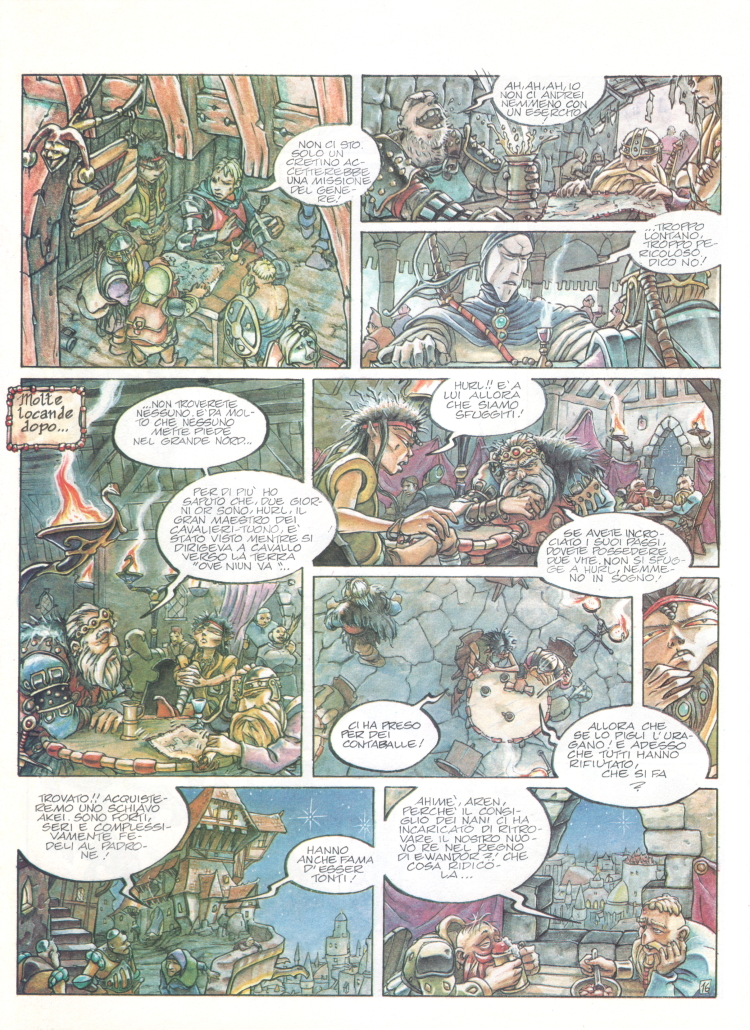 NON CI STO.
SOLO UN
CRETINO AC-
CETTEREBBE
UNA MISSIONE
DEL GENE-
RE!
AH, AH, AH, IO
NON CI ANDREI
NEMMENO CON
UN ESERCITO
!
...TROPPO
LONTANO,
TROPPO PE-
RICOLOSO.
DICO NO!
Molte
locande
dopo...
...NON TROVERETE
NESSUNO. E' DA MOL-
TO CHE NESSUNO
METTE PIEDE
NEL GRANDE NORD...
PER DI PIU' HO
SAPUTO CHE, DUE GIOR-
NI OR SONO, HURL, IL
GRAN MAESTRO DEI
CAVALIERI-TUONO, E'
STATO VISTO MENTRE SI
DIRIGEVA A CAVALLO
VERSO LA TERRA
"OVE NIUN VA"...
HURL!! E' A
LUI ALLORA
CHE SIAMO
SFUGGITI!
SE AVETE INCRO-
CIATO I SUOI PASSI,
DOVETE POSSEDERE
DUE VITE. NON SI SFUG-
GE A HURL, NEMME-
NO IN SOGNO!
CI HA PRESO
PER DEI
CONTABALLE!
ALLORA CHE
SE LO PIGLI L'URA-
GANO! E ADESSO
CHE TUTTI HANNO
RIFIUTATO,
CHE SI FA
?
TROVATO!! ACQUISTE-
REMO UNO SCHIAVO
AKEI. SONO FORTI,
SERI E COMPLESSI-
VAMENTE FE-
DELI AL PADRO-
NE!
HANNO
ANCHE FAMA
D'ESSER
TONTI!
AHIME', AREN,
PERCHE' IL CONSI-
GLIO DEI NANI CI HA
INCARICATO DI RITRO-
VARE IL NOSTRO NUO-
VO RE NEL REGNO
DI EWANDOR?! CHE
COSA RIDICO-
LA...
16